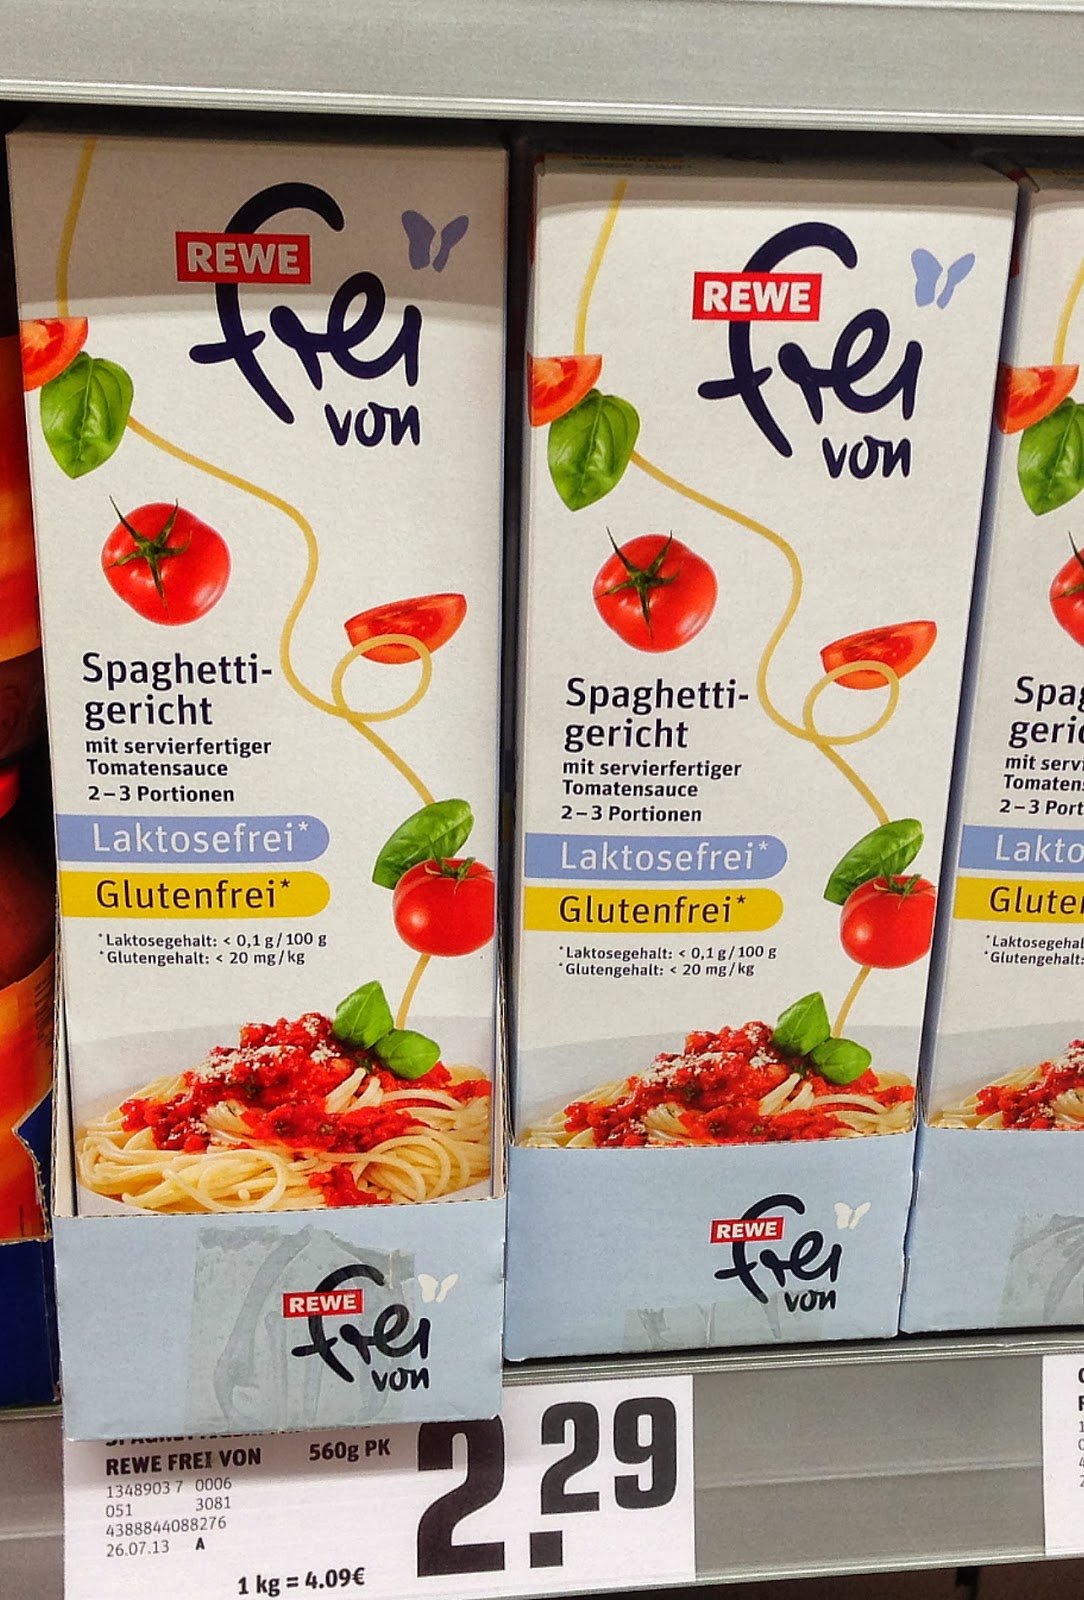 REWE
frei
von
Spaghetti-
gericht
mit servierfertiger
Tomatensauce
2–3 Portionen
Laktosefrei*
Glutenfrei*
*Laktosegehalt: < 0,1 g/100 g
*Glutengehalt: < 20 mg/kg
REWE
frei
von
REWE
frei
von
Spaghetti-
gericht
mit servierfertiger
Tomatensauce
2–3 Portionen
Laktosefrei*
Glutenfrei*
*Laktosegehalt: < 0,1 g/100 g
*Glutengehalt: < 20 mg/kg
REWE
frei
von
mit
2–3
REWE FREI VON 560g PK
1348903 7 0006
051 3081
4388844088276
26.07.13 A
1 kg = 4.09€
2.29